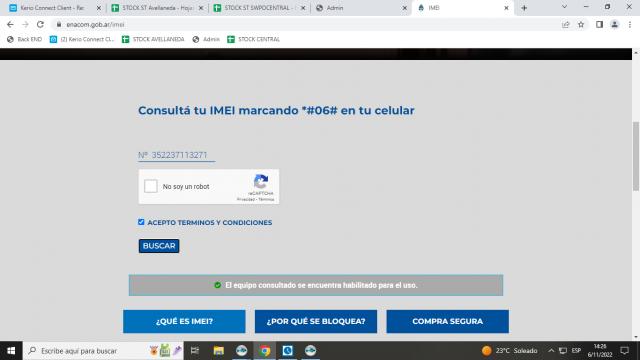 Kerio Connect Client - Re:
STOCK ST Avellaneda - Hoja
STOCK ST SWPOCENTRAL -
Admin
IMEI
enacom.gob.ar/imei
Back END
(2) Kerio Connect Cl...
STOCK AVELLANEDA
Admin
STOCK CENTRAL
Consultá tu IMEI marcando *#06# en tu celular
Nº 352237113271
No soy un robot
reCAPTCHA
Privacidad - Términos
ACEPTO TERMINOS Y CONDICIONES
BUSCAR
El equipo consultado se encuentra habilitado para el uso.
¿QUÉ ES IMEI?
¿POR QUÉ SE BLOQUEA?
COMPRA SEGURA
Escribe aquí para buscar
23°C Soleado
ESP
14:26
6/11/2022